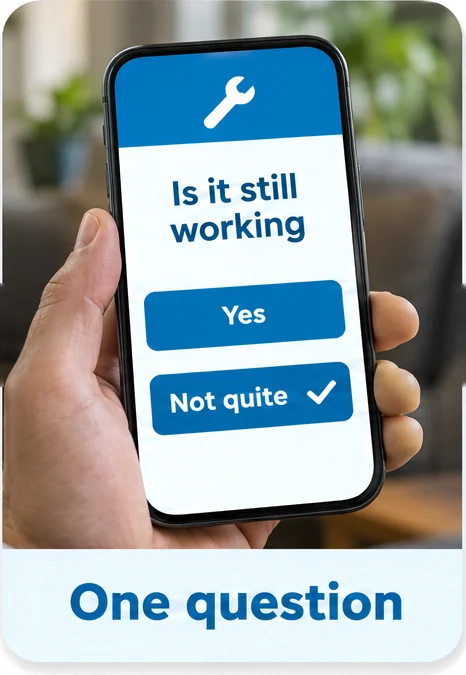 Is it still
working
Yes
Not quite
One question